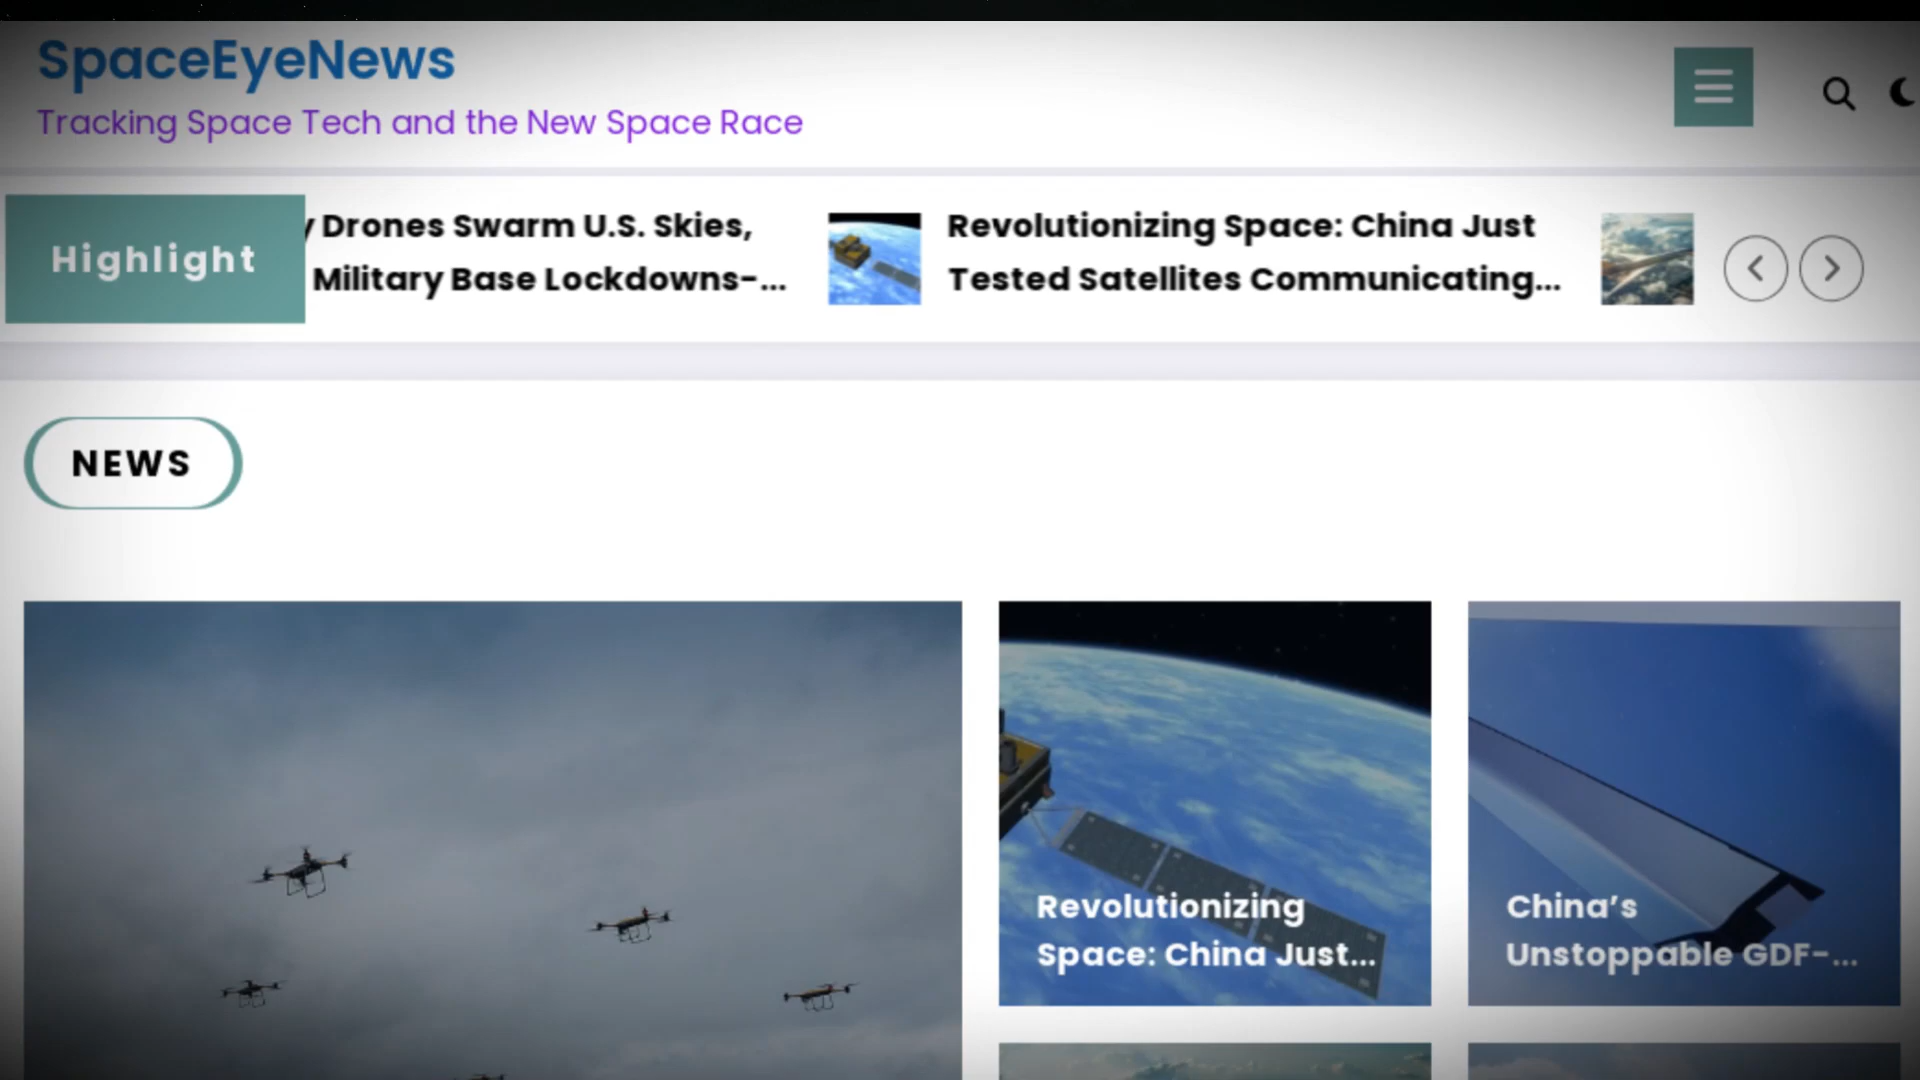 SpaceEyeNews
Tracking Space Tech and the New Space Race
Highlight
Drones Swarm U.S. Skies,
Military Base Lockdowns-...
Revolutionizing Space: China Just
Tested Satellites Communicating...
NEWS
Revolutionizing
Space: China Just...
China’s
Unstoppable GDF-...